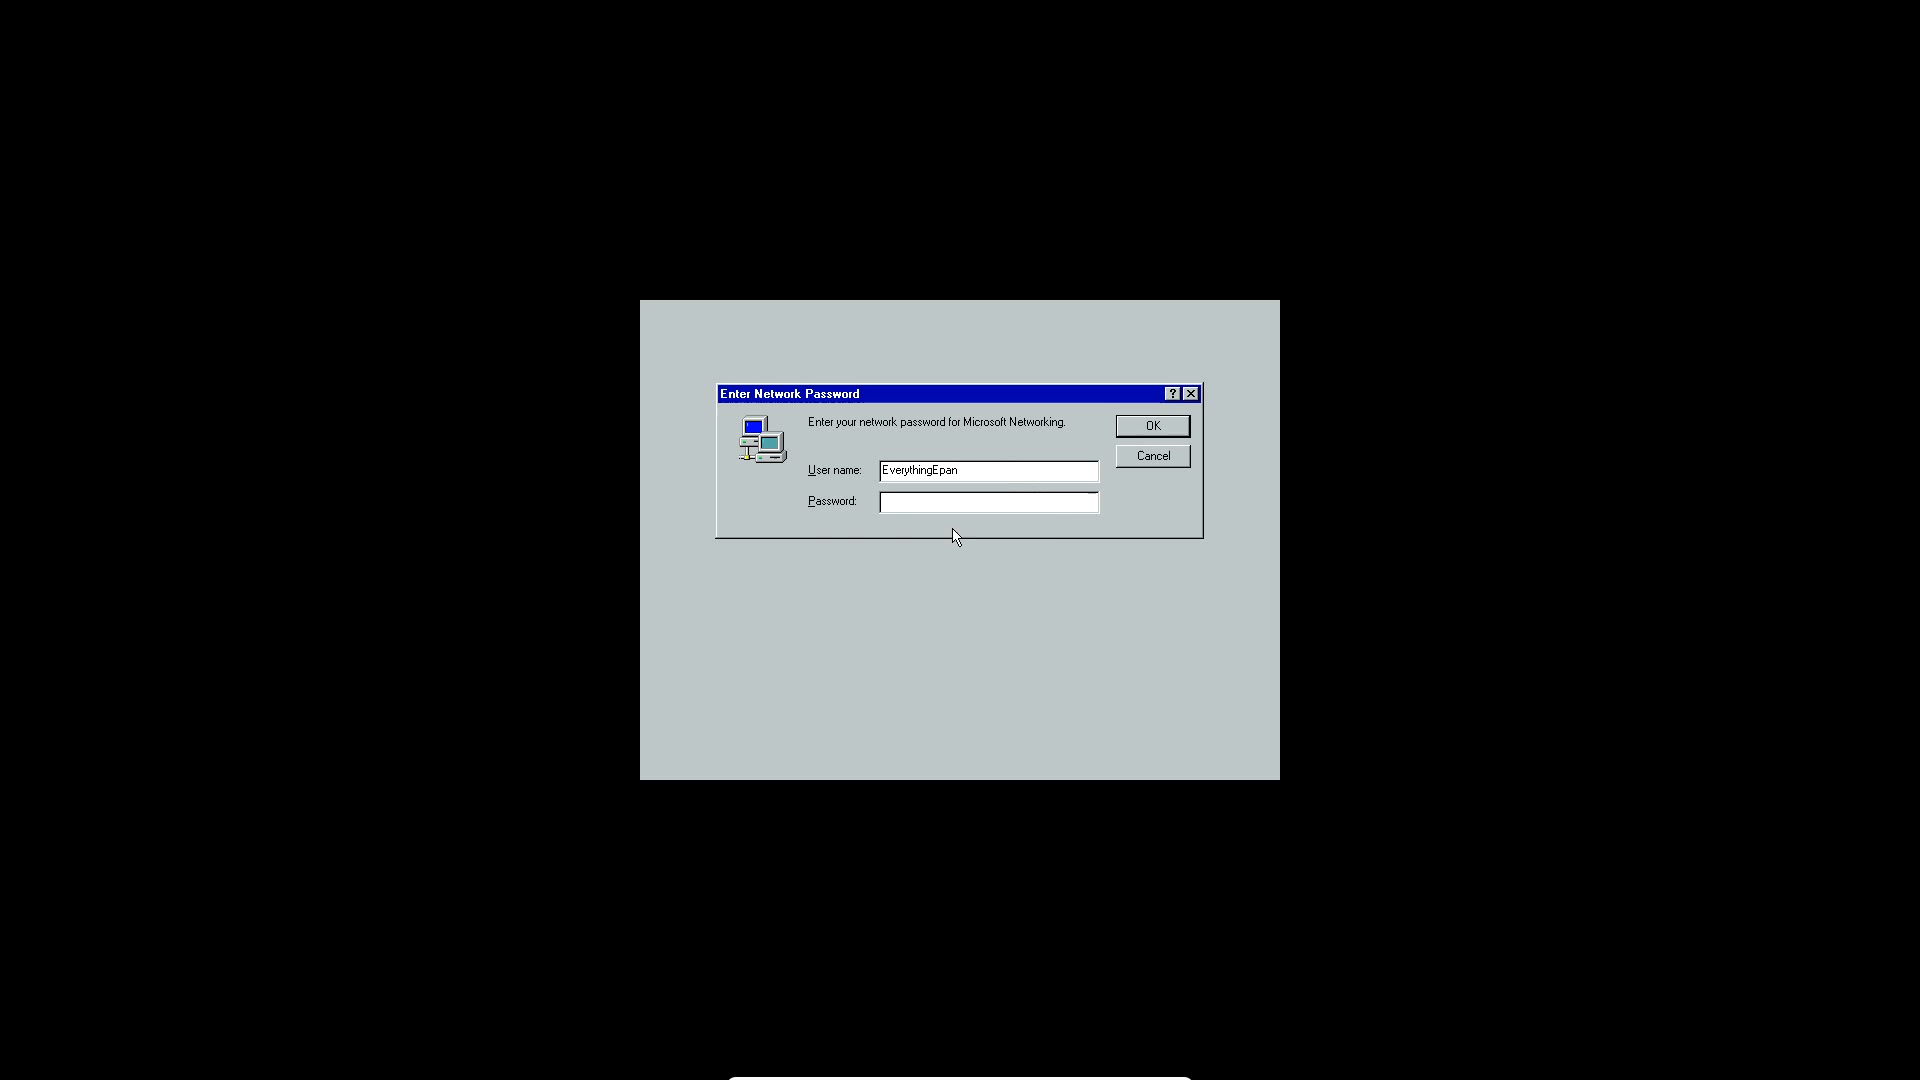 Enter Network Password
Enter your network password for Microsoft Networking.
OK
Cancel
User name: EverythingEpan
Password: